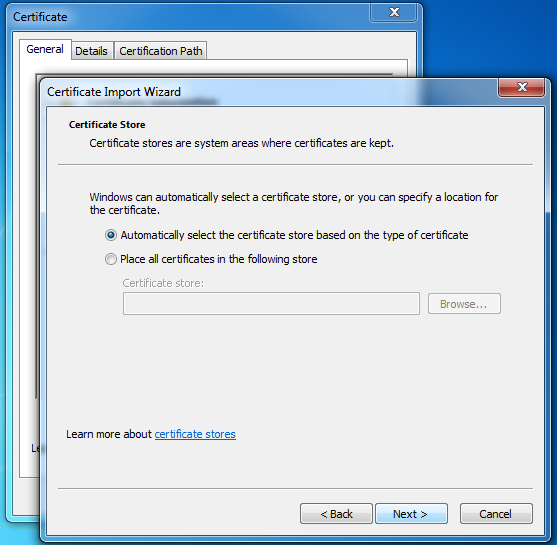 Certificate
General Details Certification Path
Certificate Import Wizard
Certificate Store
Certificate stores are system areas where certificates are kept.
Windows can automatically select a certificate store, or you can specify a location for
the certificate.
Automatically select the certificate store based on the type of certificate
Place all certificates in the following store
Certificate store:
Browse...
Learn more about certificate stores
< Back Next > Cancel